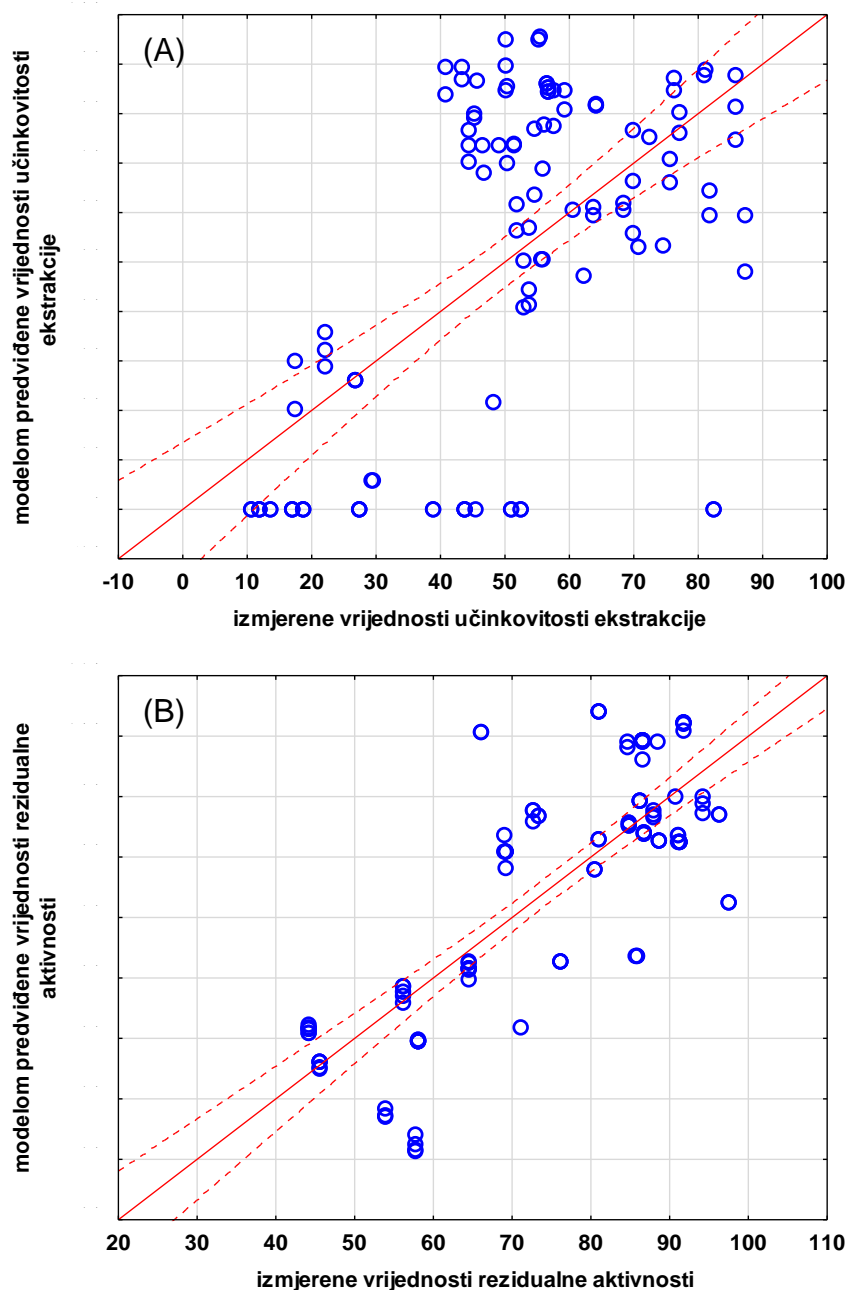 (A)
modelom predviđene vrijednosti učinkovitosti
ekstrakcije
-10 0 10 20 30 40 50 60 70 80 90 100
izmjerene vrijednosti učinkovitosti ekstrakcije
(B)
modelom predviđene vrijednosti rezidualne
aktivnosti
20 30 40 50 60 70 80 90 100 110
izmjerene vrijednosti rezidualne aktivnosti